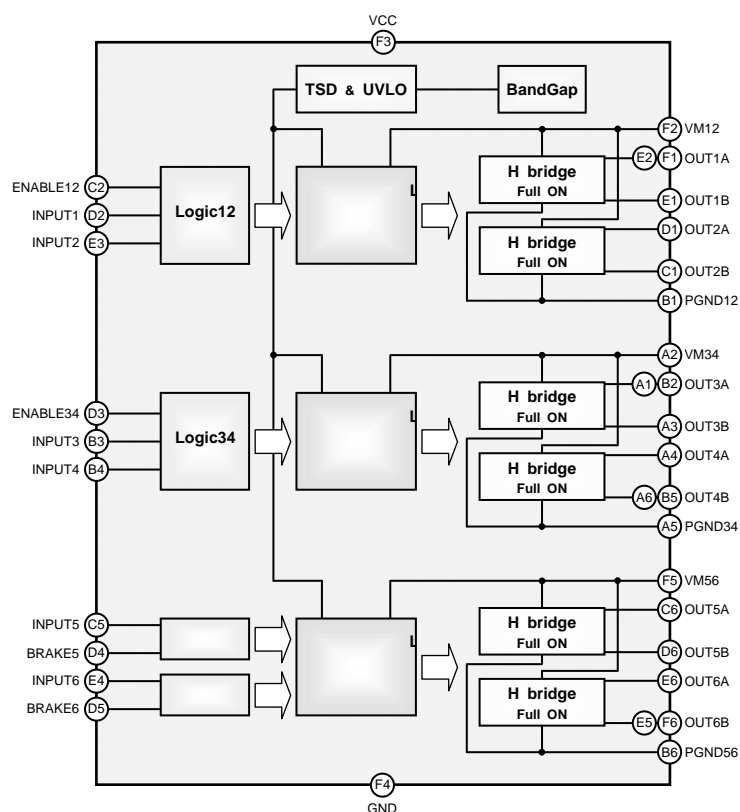 VCC
F3
TSD & UVLO
BandGap
F2 VM12
E2 F1 OUT1A
H bridge
Full ON
ENABLE12 C2
INPUT1 D2
INPUT2 E3
Logic12
L
E1 OUT1B
D1 OUT2A
H bridge
Full ON
C1 OUT2B
B1 PGND12
A2 VM34
A1 B2 OUT3A
H bridge
Full ON
ENABLE34 D3
INPUT3 B3
INPUT4 B4
Logic34
L
A3 OUT3B
A4 OUT4A
H bridge
Full ON
A6 B5 OUT4B
A5 PGND34
F5 VM56
C6 OUT5A
H bridge
Full ON
INPUT5 C5
BRAKE5 D4
INPUT6 E4
BRAKE6 D5
L
D6 OUT5B
E6 OUT6A
H bridge
Full ON
E5 F6 OUT6B
B6 PGND56
F4
GND